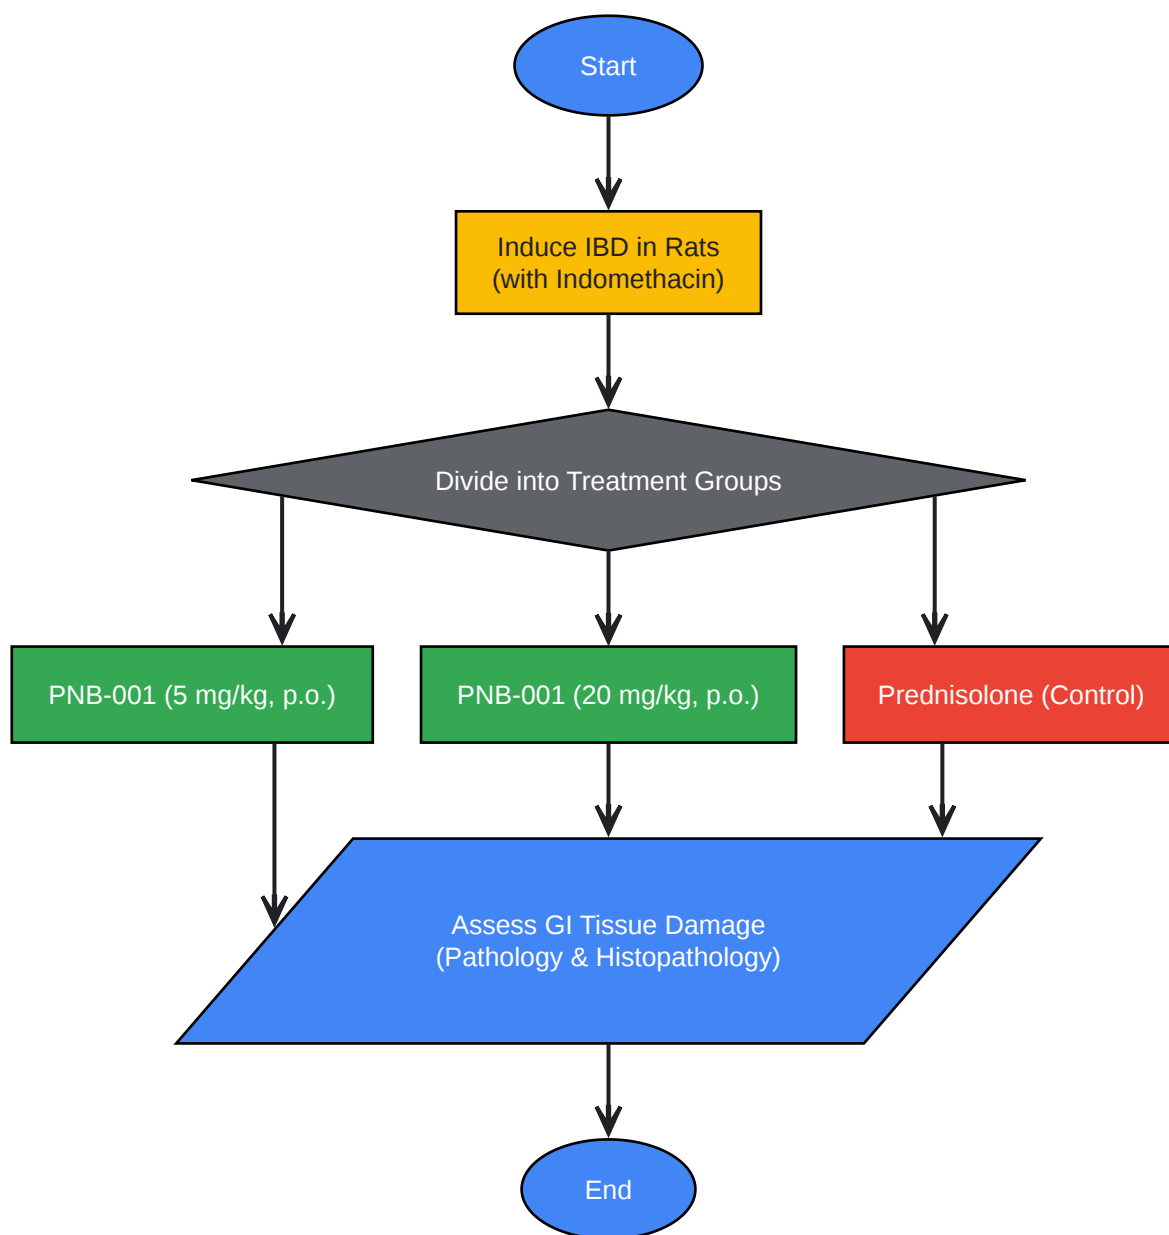 Start
Induce IBD in Rats
(with Indomethacin)
Divide into Treatment Groups
PNB-001 (5 mg/kg, p.o.)
PNB-001 (20 mg/kg, p.o.)
Prednisolone (Control)
Assess GI Tissue Damage
(Pathology & Histopathology)
End